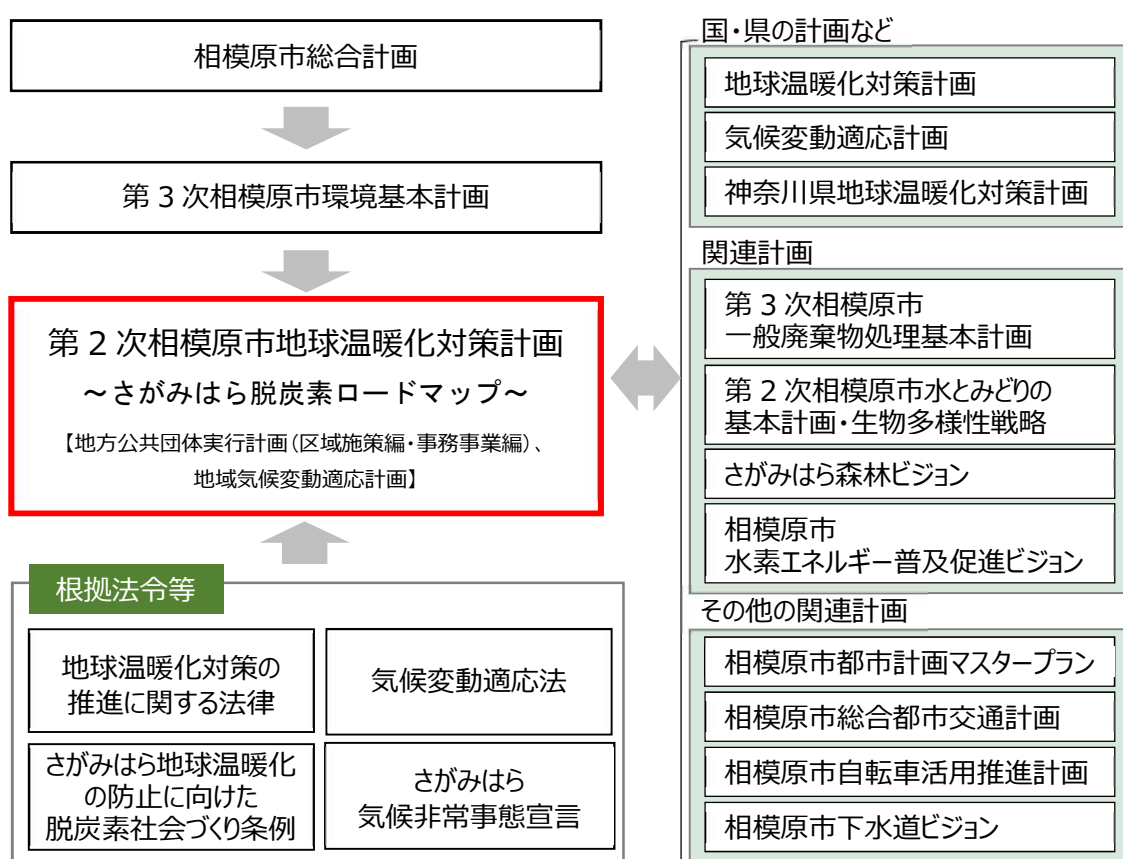 相模原市総合計画
第3次相模原市環境基本計画
第2次相模原市地球温暖化対策計画
～さがみはら脱炭素ロードマップ～
【地方公共団体実行計画(区域施策編・事務事業編)、
地域気候変動適応計画】
根拠法令等
地球温暖化対策の
推進に関する法律
気候変動適応法
さがみはら地球温暖化
の防止に向けた
脱炭素社会づくり条例
さがみはら
気候非常事態宣言
国・県の計画など
地球温暖化対策計画
気候変動適応計画
神奈川県地球温暖化対策計画
関連計画
第3次相模原市
一般廃棄物処理基本計画
第2次相模原市水とみどりの
基本計画・生物多様性戦略
さがみはら森林ビジョン
相模原市
水素エネルギー普及促進ビジョン
その他の関連計画
相模原市都市計画マスタープラン
相模原市総合都市交通計画
相模原市自転車活用推進計画
相模原市下水道ビジョン